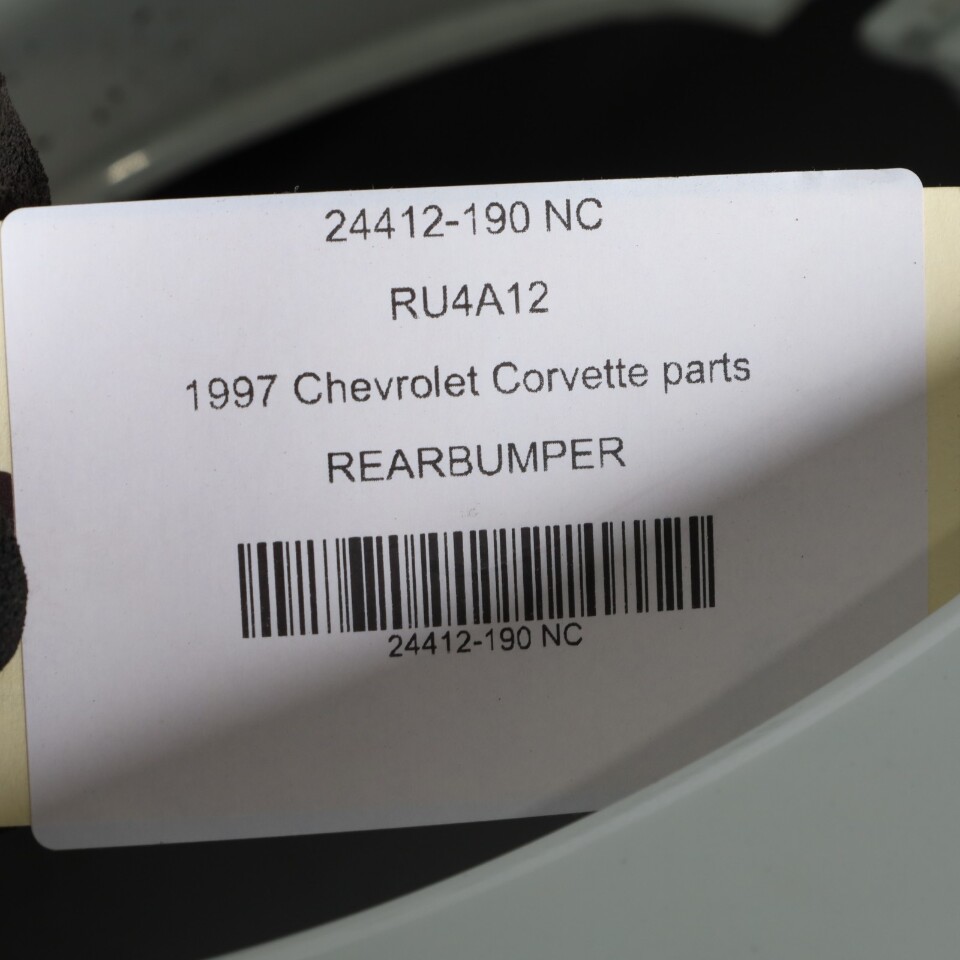 24412-190 NC
RU4A12
1997 Chevrolet Corvette parts
REARBUMPER
24412-190 NC